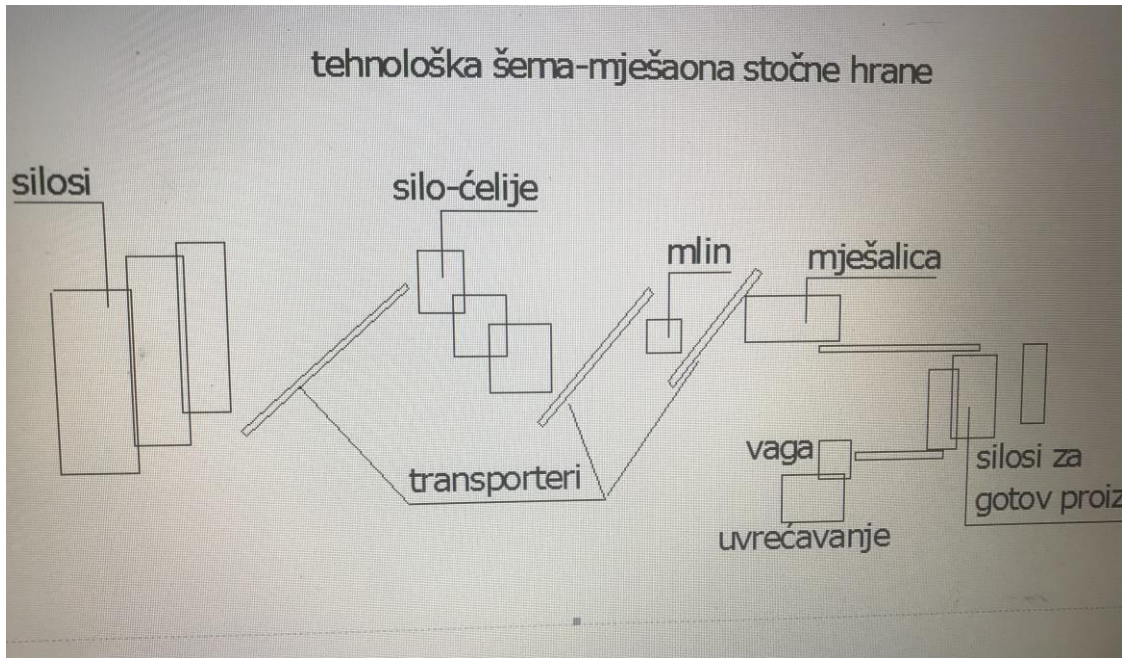 tehnološka šema-mješaona stočne hrane
silosi
silo-ćelije
mlin
mješalica
transporteri
vaga
uvrećavanje
silosi za
gotov proiz